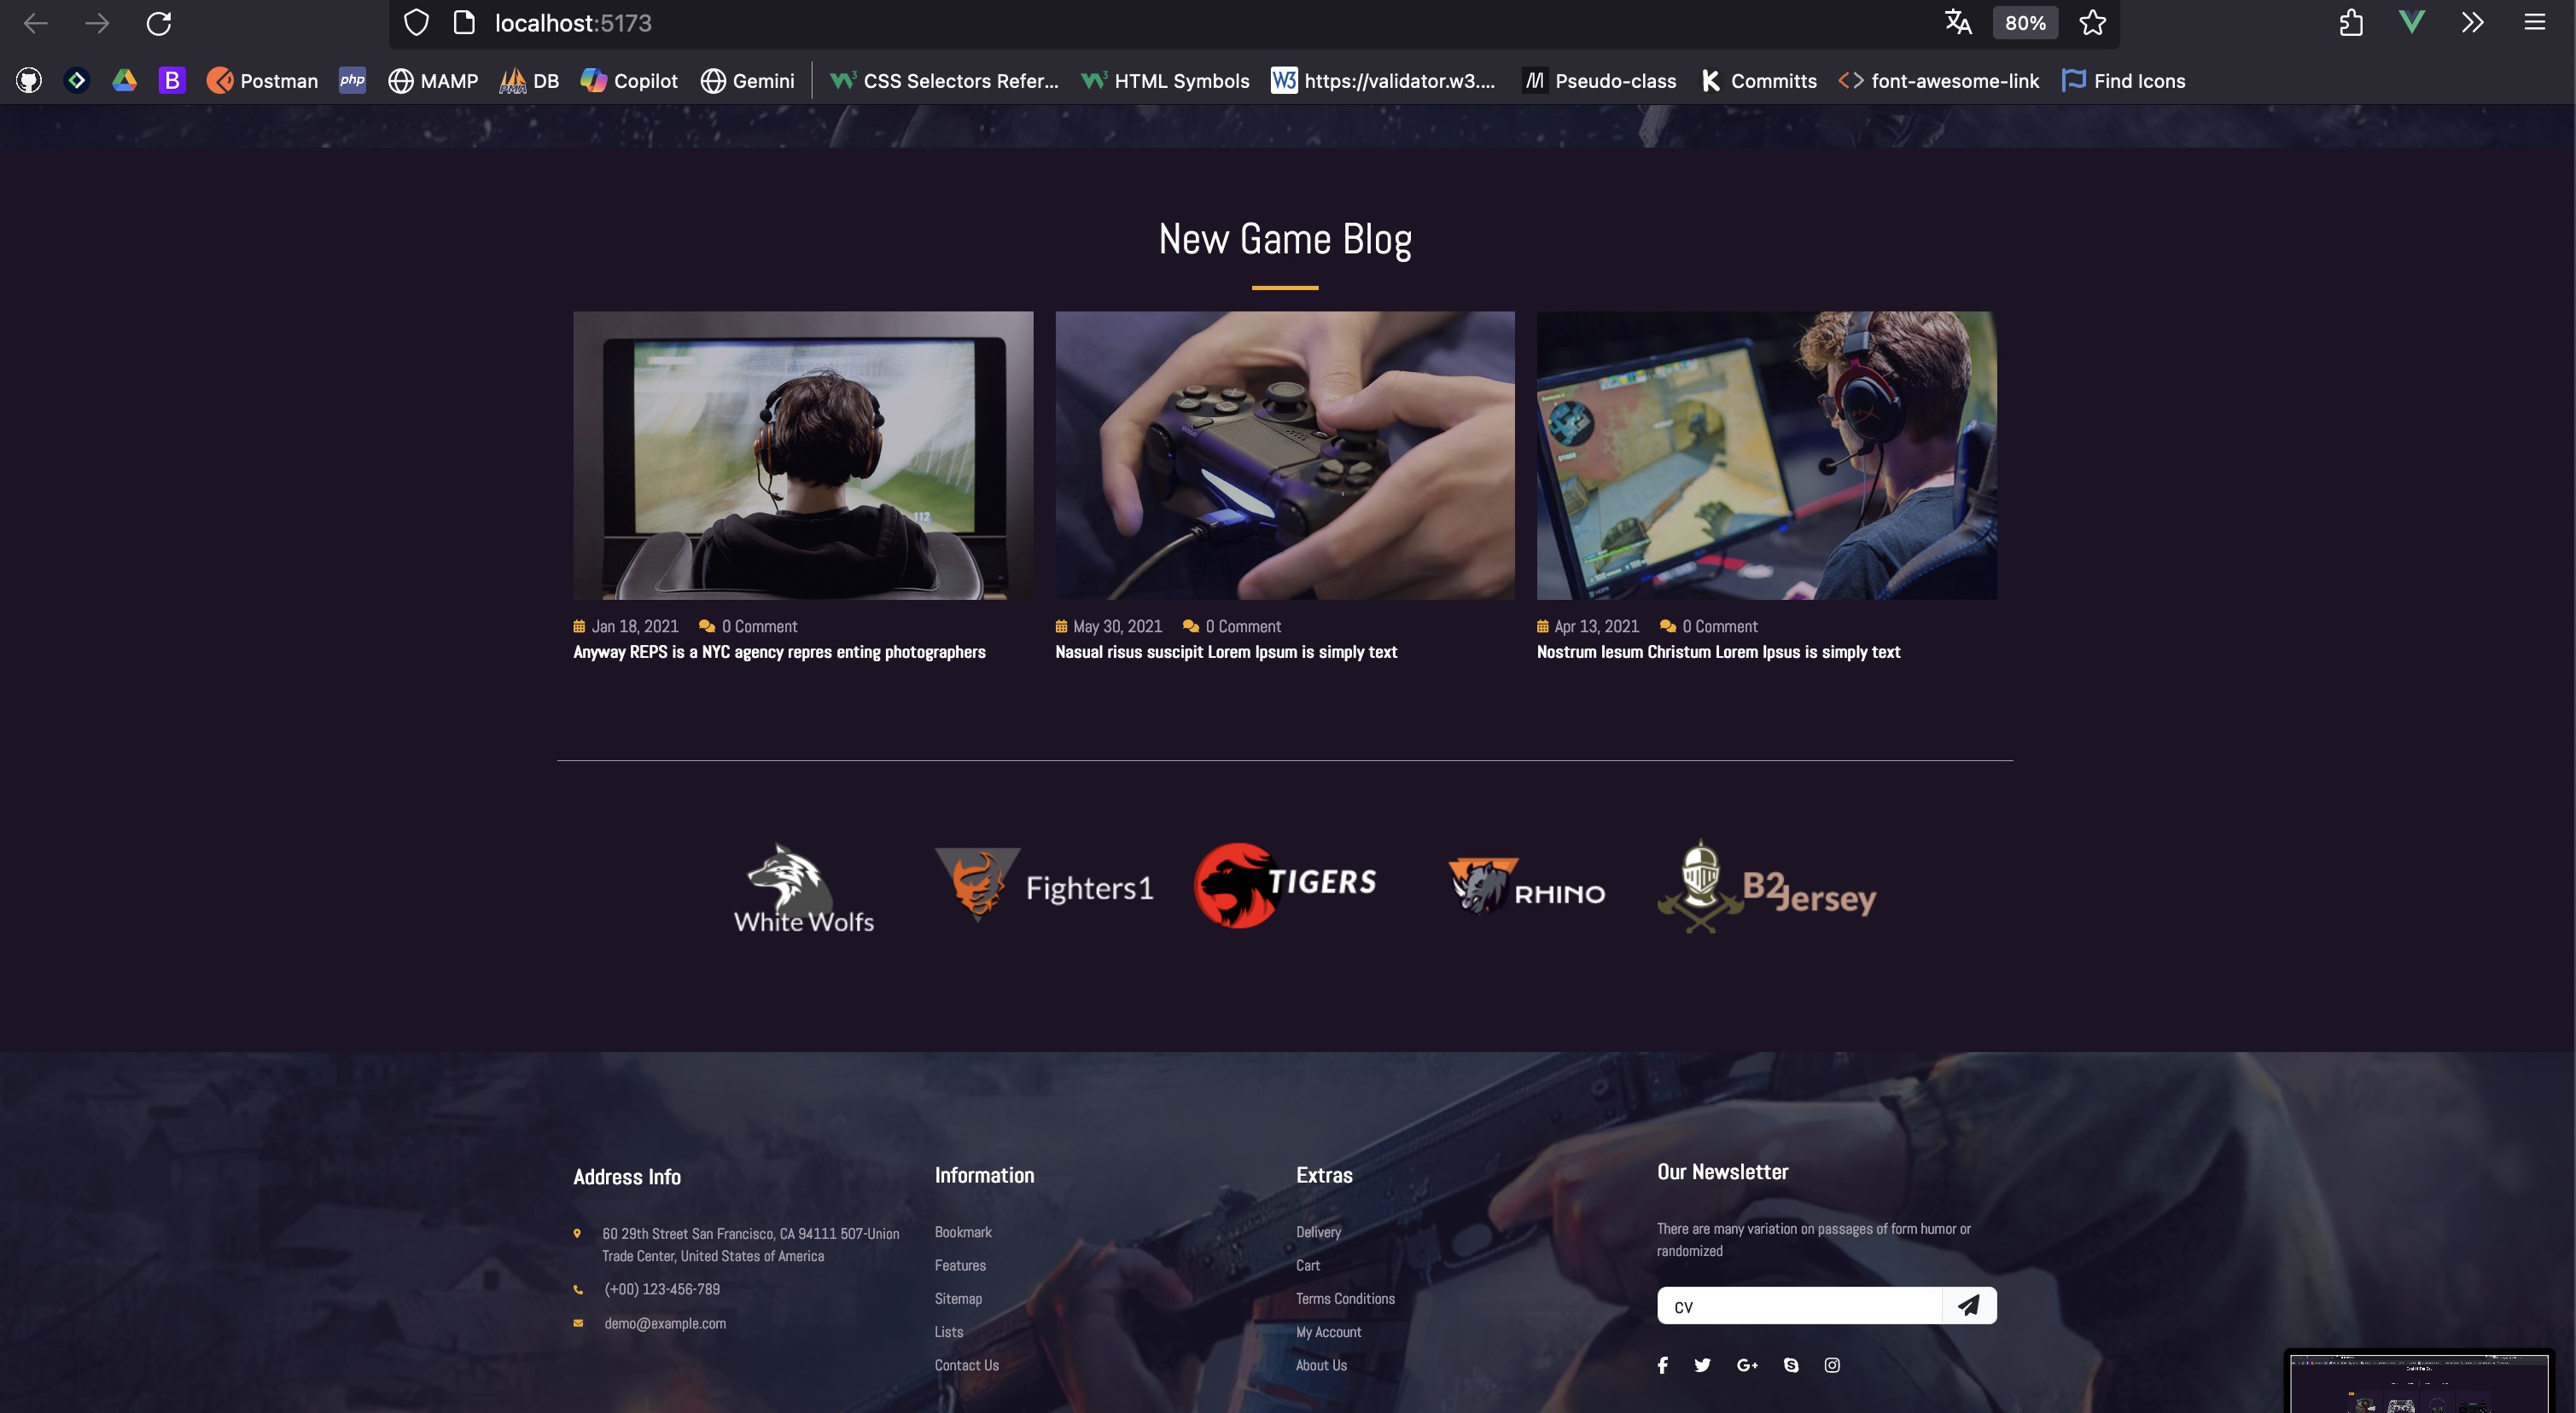 localhost:5173
80%
B
Postman
php
MAMP
DB
Copilot
Gemini
CSS Selectors Refer...
HTML Symbols
https://validator.w3....
Pseudo-class
Committs
font-awesome-link
Find Icons
New Game Blog
112
Jan 18, 2021 0 Comment
Anyway REPS is a NYC agency repres enting photographers
May 30, 2021 0 Comment
Nasual risus suscipit Lorem Ipsum is simply text
Apr 13, 2021 0 Comment
Nostrum Iesum Christum Lorem Ipsus is simply text
White Wolfs
Fighters1
TIGERS
RHINO
B2Jersey
Address Info
60 29th Street San Francisco, CA 94111 507-Union
Trade Center, United States of America
(+00) 123-456-789
demo@example.com
Information
Bookmark
Features
Sitemap
Lists
Contact Us
Extras
Delivery
Cart
Terms Conditions
My Account
About Us
Our Newsletter
There are many variation on passages of form humor or
randomized
CV